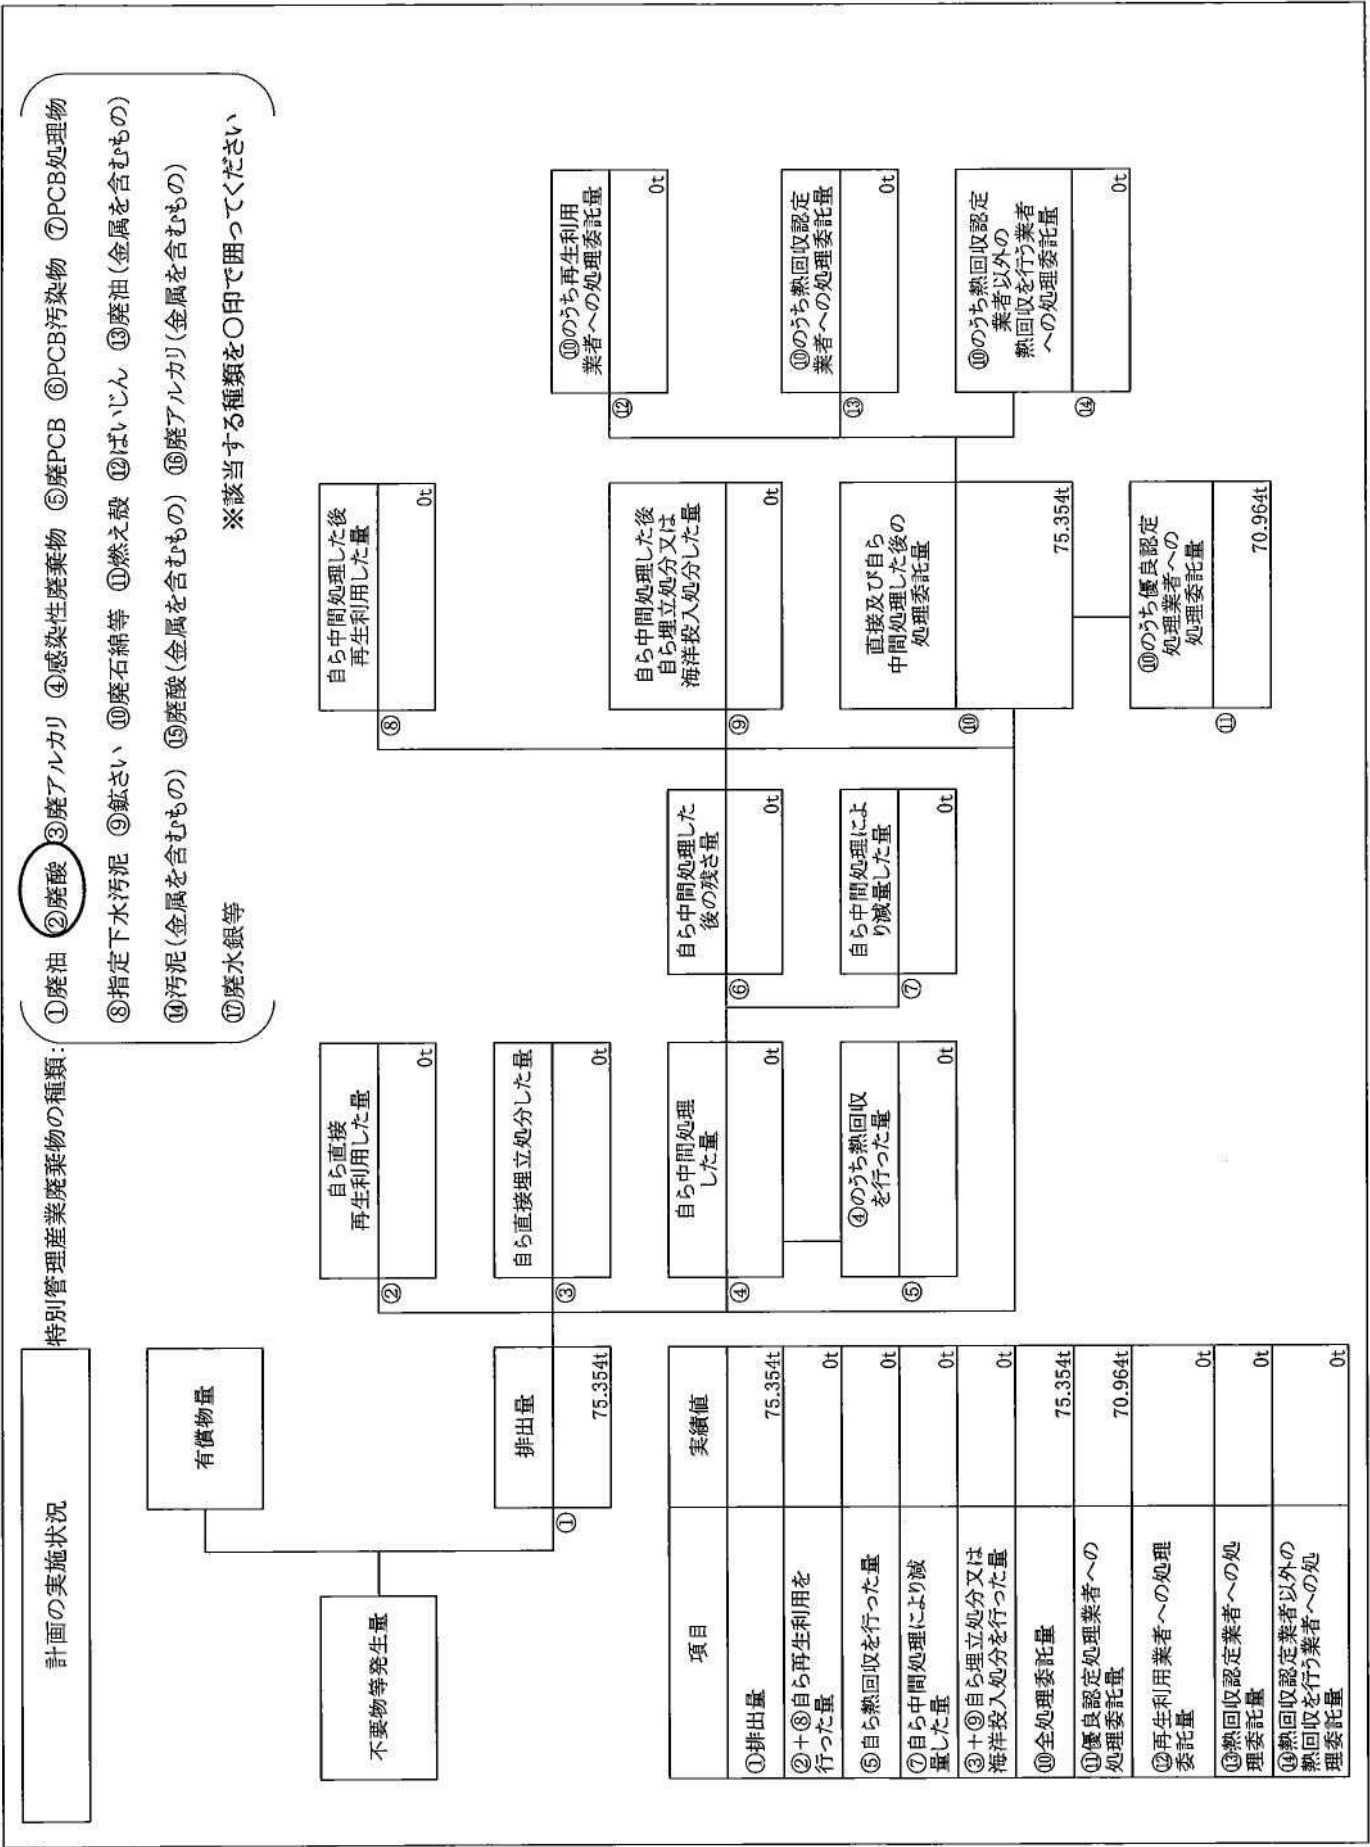 計画の実施状況
特別管理産業廃棄物の種類:
①廃油 ②廃酸 ③廃アルカリ ④感染性廃棄物 ⑤廃PCB ⑥PCB汚染物 ⑦PCB処理物
⑧指定下水汚泥 ⑨鉱さい ⑩廃石綿等 ⑪燃え殻 ⑫ばいじん ⑬廃油(金属を含むもの)
⑭汚泥(金属を含むもの) ⑮廃酸(金属を含むもの) ⑯廃アルカリ(金属を含むもの)
⑰廃水銀等
※該当する種類を○印で囲ってください
不要物等発生量
有償物量
①
排出量
75.354t
②
自ら直接
再生利用した量
0t
③
自ら直接埋立処分した量
0t
④
自ら中間処理
した量
0t
⑤
④のうち熱回収
を行った量
0t
⑥
自ら中間処理した
後の残さ量
0t
⑦
自ら中間処理によ
り減量した量
0t
⑧
自ら中間処理した後
再生利用した量
0t
⑨
自ら中間処理した後
自ら埋立処分又は
海洋投入処分した量
0t
⑩
直接及び自ら
中間処理した後の
処理委託量
75.354t
⑪
⑩のうち優良認定
処理業者への
処理委託量
70.964t
⑫
⑩のうち再生利用
業者への処理委託量
0t
⑬
⑩のうち熱回収認定
業者への処理委託量
0t
⑭
⑩のうち熱回収認定
業者以外の
熱回収を行う業者
への処理委託量
0t
項目 実績値
①排出量 75.354t
②+⑧自ら再生利用を
行った量 0t
⑤自ら熱回収を行った量 0t
⑦自ら中間処理により減
量した量 0t
③+⑨自ら埋立処分又は
海洋投入処分を行った量 0t
⑩全処理委託量 75.354t
⑪優良認定処理業者への
処理委託量 70.964t
⑫再生利用業者への処理
委託量 0t
⑬熱回収認定業者への処
理委託量 0t
⑭熱回収認定業者以外の
熱回収を行う業者への処
理委託量 0t